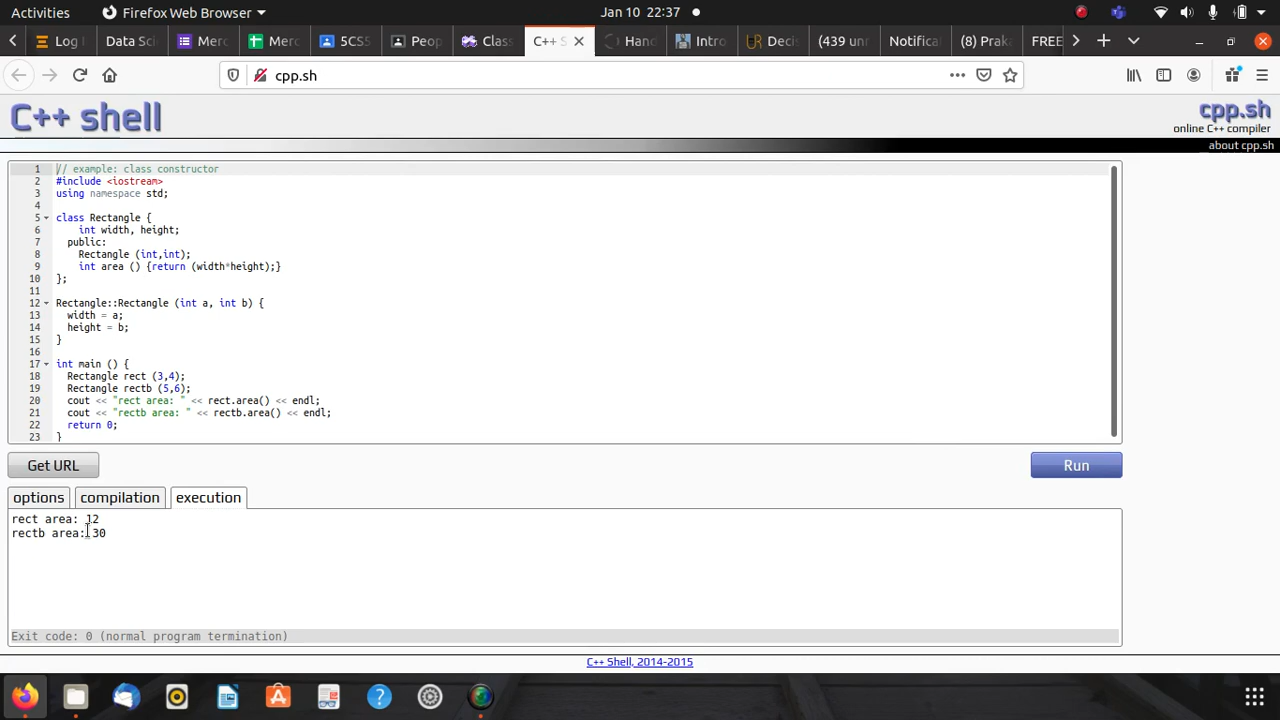 Activities Firefox Web Browser Jan 10 22:37
Log Data Sc Merc Merc 5CSS Peop Class C++ S Hand Intro Decis (439 unr Notifica (8) Praka FREE
cpp.sh
C++ shell
cpp.sh
online C++ compiler
about cpp.sh
1 // example: class constructor
2 #include <iostream>
3 using namespace std;
4
5 class Rectangle {
6 int width, height;
7 public:
8 Rectangle (int,int);
9 int area () {return (width*height);}
10 };
11
12 Rectangle::Rectangle (int a, int b) {
13 width = a;
14 height = b;
15 }
16
17 int main () {
18 Rectangle rect (3,4);
19 Rectangle rectb (5,6);
20 cout << "rect area: " << rect.area() << endl;
21 cout << "rectb area: " << rectb.area() << endl;
22 return 0;
23 }
Get URL Run
options compilation execution
rect area: 12
rectb area: 30
Exit code: 0 (normal program termination)
C++ Shell, 2014-2015